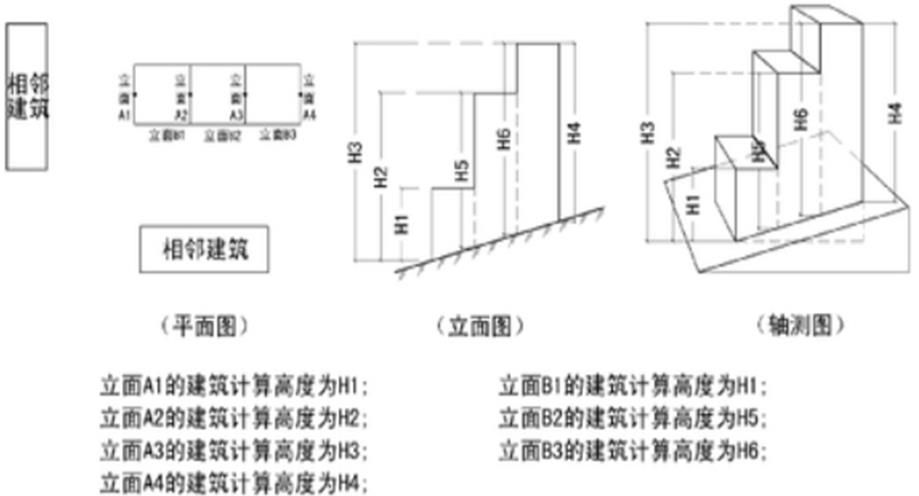 相邻
建筑
立面A1
立面A2
立面A3
立面A4
立面B1 立面B2 立面B3
相邻建筑
H3
H2
H1
H5
H6
H4
H3
H2
H1
H5
H6
H4
（平面图） （立面图） （轴测图）
立面A1的建筑计算高度为H1; 立面B1的建筑计算高度为H1;
立面A2的建筑计算高度为H2; 立面B2的建筑计算高度为H5;
立面A3的建筑计算高度为H3; 立面B3的建筑计算高度为H6;
立面A4的建筑计算高度为H4;